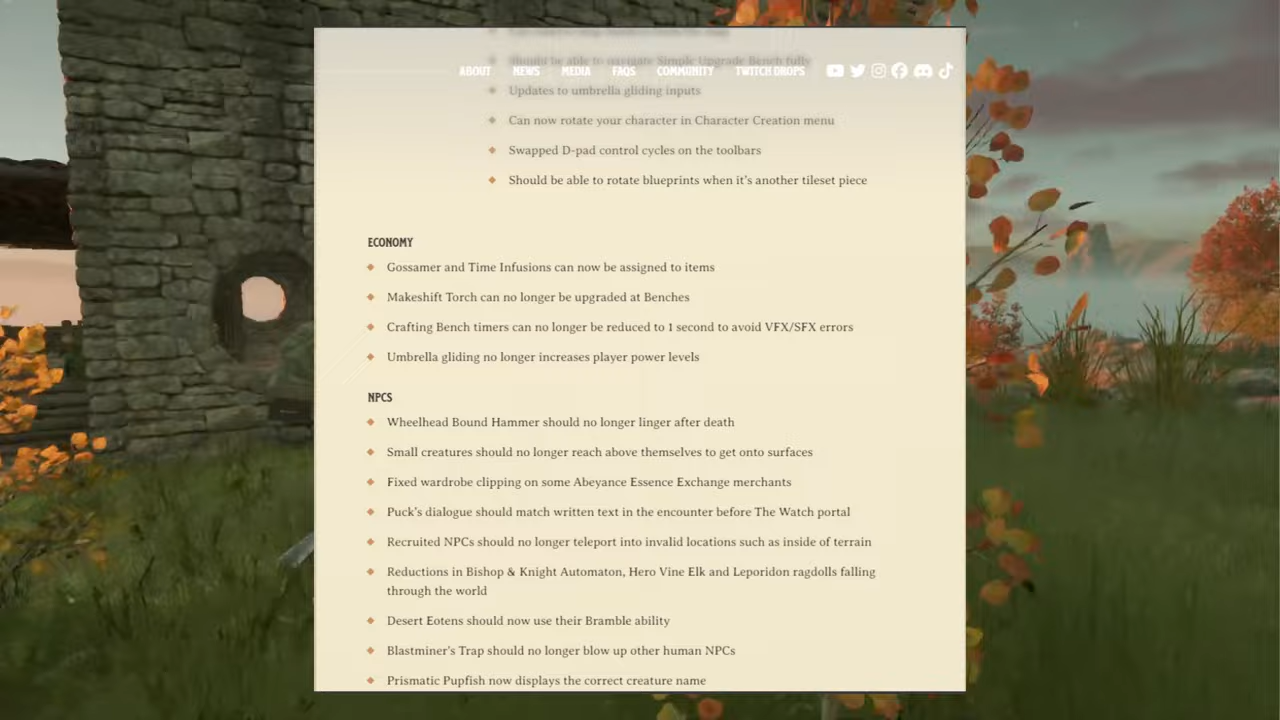 Should be able to navigate Simple Upgrade Bench fully
ABOUT NEWS MEDIA FAQS COMMUNITY TWITCH DROPS
Updates to umbrella gliding inputs
Can now rotate your character in Character Creation menu
Swapped D-pad control cycles on the toolbars
Should be able to rotate blueprints when it's another tileset piece
ECONOMY
Gossamer and Time Infusions can now be assigned to items
Makeshift Torch can no longer be upgraded at Benches
Crafting Bench timers can no longer be reduced to 1 second to avoid VFX/SFX errors
Umbrella gliding no longer increases player power levels
NPCS
Wheelhead Bound Hammer should no longer linger after death
Small creatures should no longer reach above themselves to get onto surfaces
Fixed wardrobe clipping on some Abeyance Essence Exchange merchants
Puck's dialogue should match written text in the encounter before The Watch portal
Recruited NPCs should no longer teleport into invalid locations such as inside of terrain
Reductions in Bishop & Knight Automaton, Hero Vine Elk and Leporidon ragdolls falling
through the world
Desert Eotens should now use their Bramble ability
Blastminer's Trap should no longer blow up other human NPCs
Prismatic Pupfish now displays the correct creature name